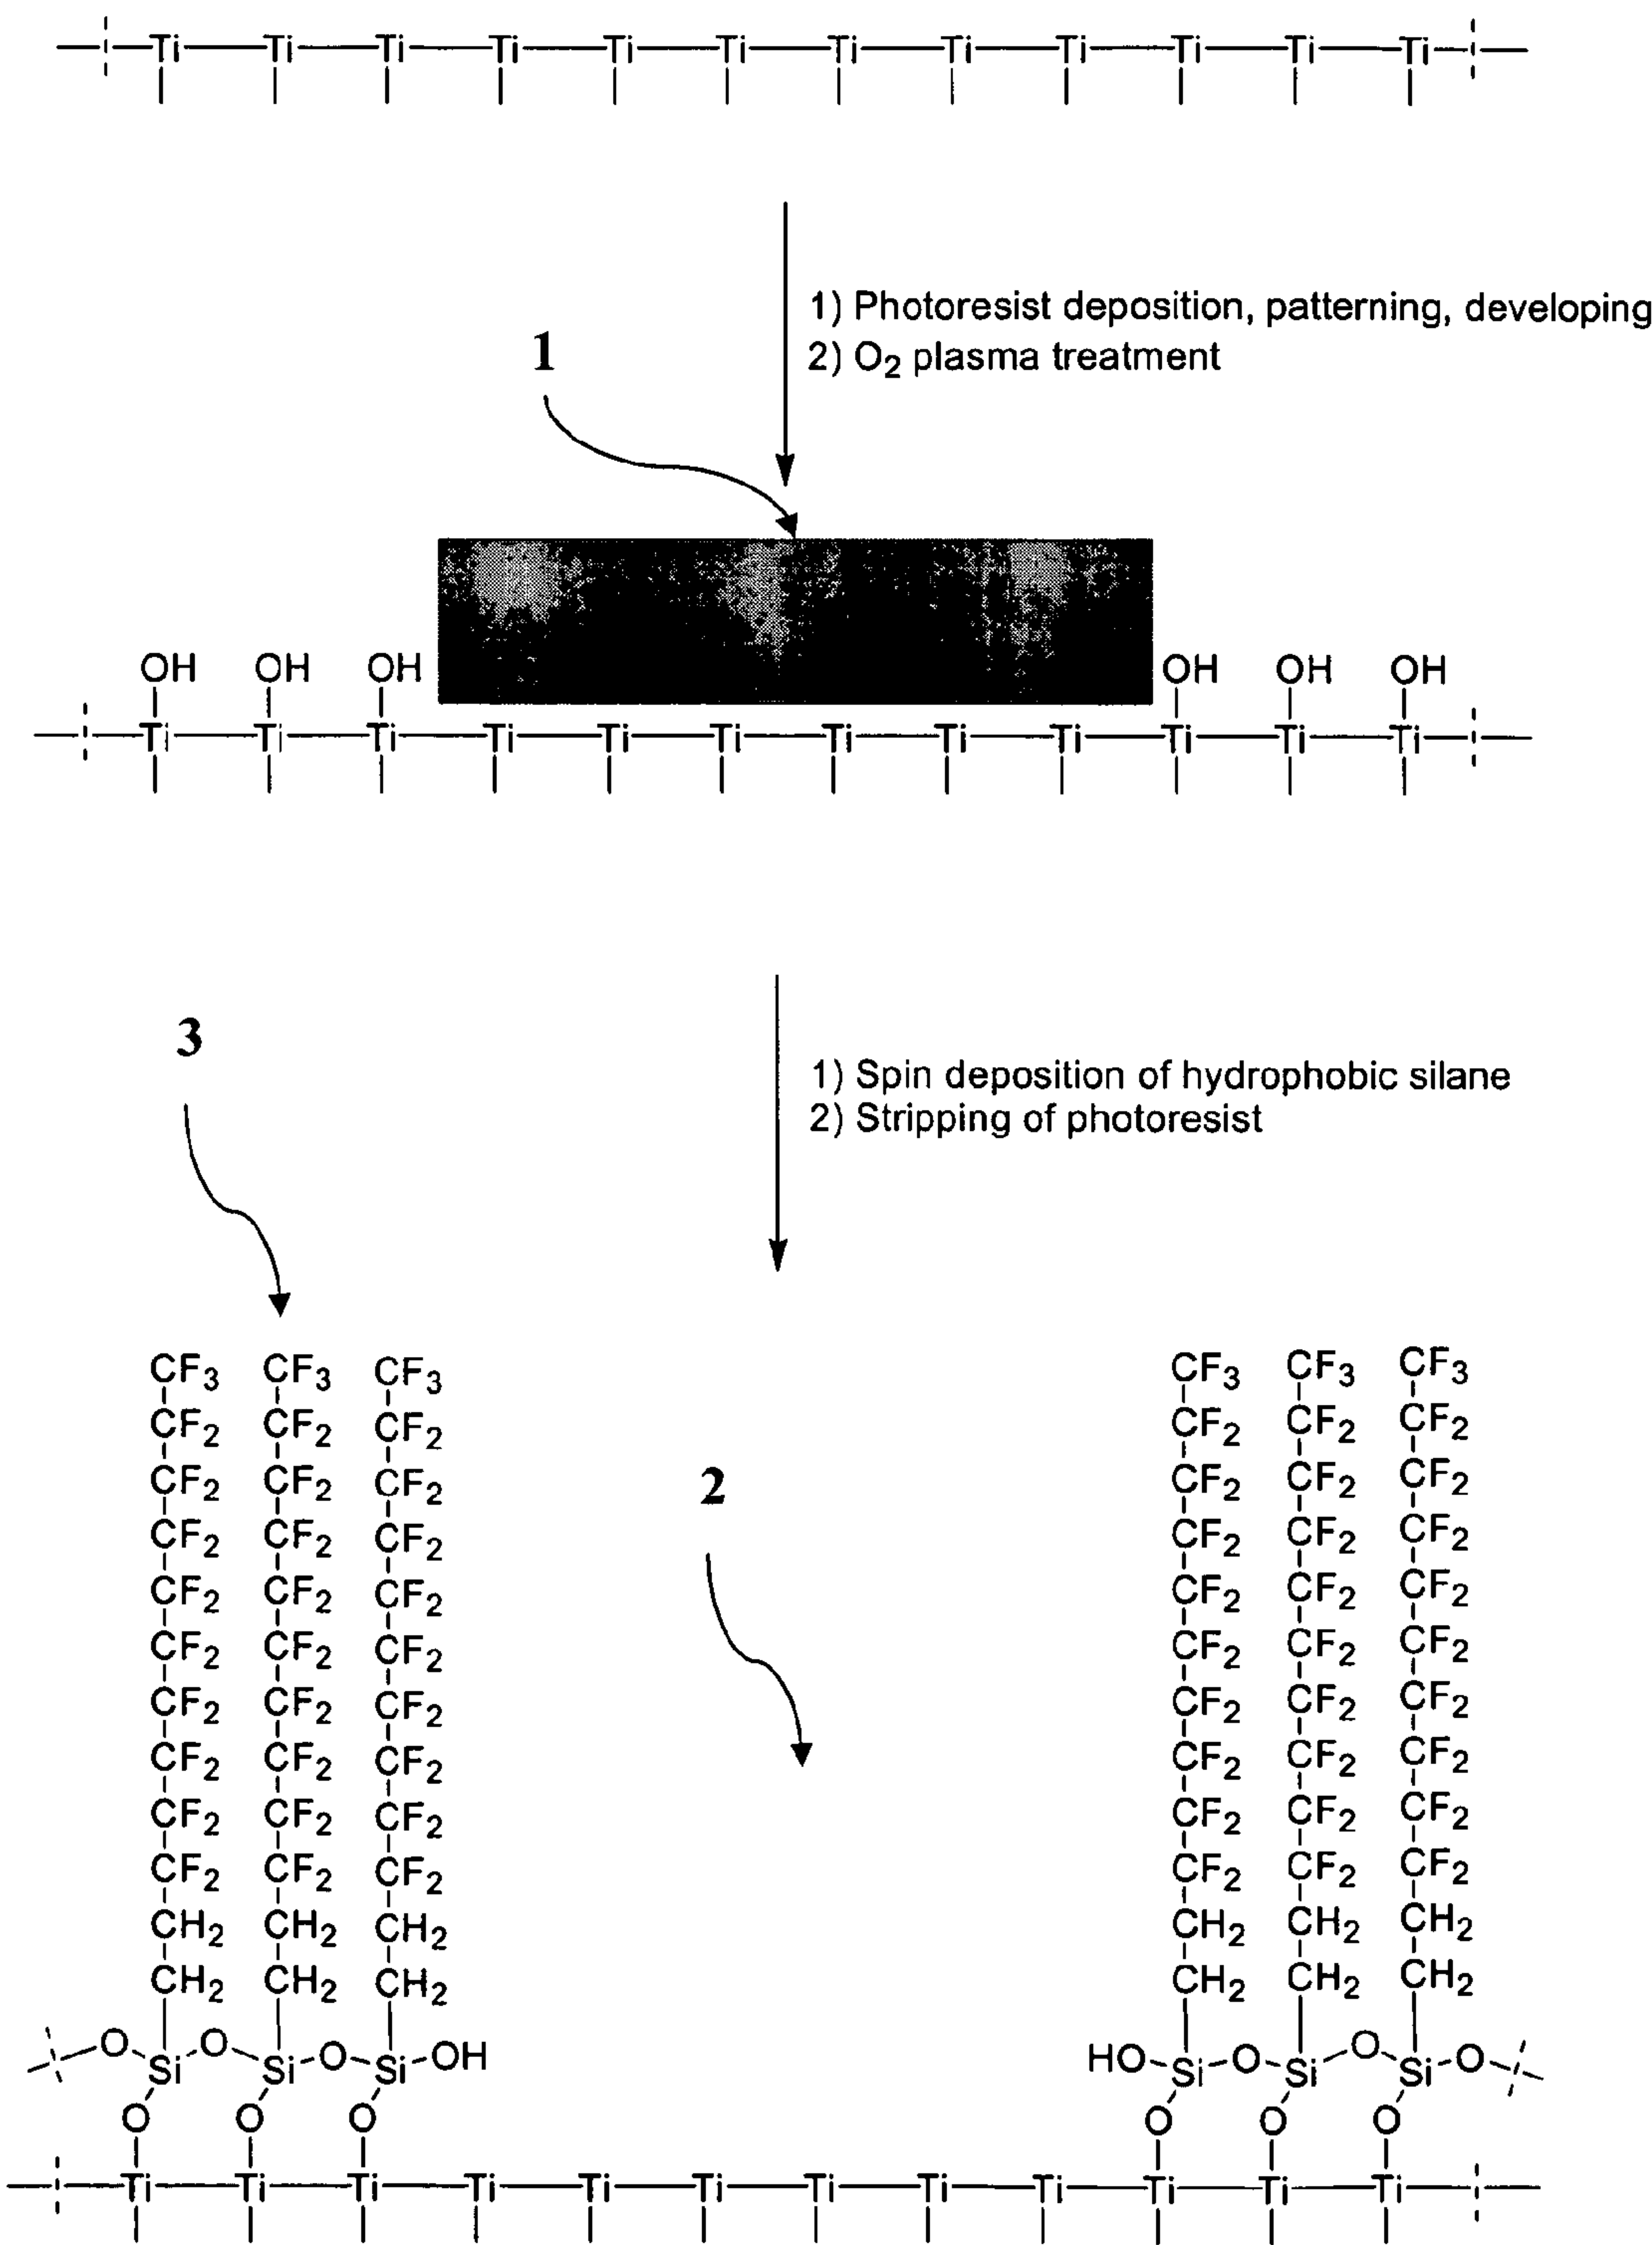 Ti Ti Ti Ti Ti Ti Ti Ti Ti Ti Ti Ti
1) Photoresist deposition, patterning, developing
2) O₂ plasma treatment
1
OH OH OH OH OH OH
Ti Ti Ti Ti Ti Ti Ti Ti Ti Ti Ti Ti
3
1) Spin deposition of hydrophobic silane
2) Stripping of photoresist
CF₃ CF₃ CF₃ CF₃ CF₃ CF₃
CF₂ CF₂ CF₂ CF₂ CF₂ CF₂
CF₂ CF₂ CF₂ CF₂ CF₂ CF₂
2
CF₂ CF₂ CF₂ CF₂ CF₂ CF₂
CF₂ CF₂ CF₂ CF₂ CF₂ CF₂
CF₂ CF₂ CF₂ CF₂ CF₂ CF₂
CF₂ CF₂ CF₂ CF₂ CF₂ CF₂
CF₂ CF₂ CF₂ CF₂ CF₂ CF₂
CF₂ CF₂ CF₂ CF₂ CF₂ CF₂
CF₂ CF₂ CF₂ CF₂ CF₂ CF₂
CH₂ CH₂ CH₂ CH₂ CH₂ CH₂
CH₂ CH₂ CH₂ CH₂ CH₂ CH₂
O Si O Si O Si OH HO Si O Si O Si O
O O O O O O
Ti Ti Ti Ti Ti Ti Ti Ti Ti Ti Ti Ti